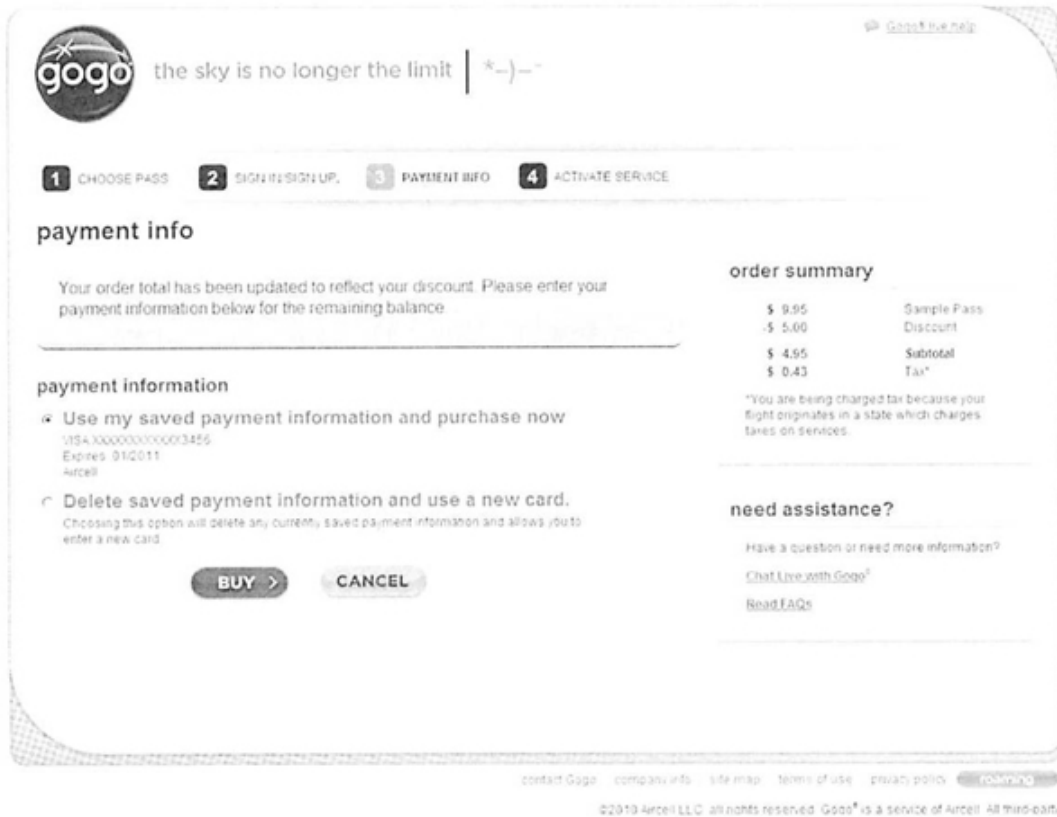 Gogo® live help
gogo
the sky is no longer the limit | *–)–˙
1 CHOOSE PASS 2 SIGN IN/SIGN UP. 3 PAYMENT INFO 4 ACTIVATE SERVICE
payment info
Your order total has been updated to reflect your discount. Please enter your
payment information below for the remaining balance.
payment information
Use my saved payment information and purchase now
VISA XXXXXXXXXXXX3456
Expires 01/2011
Aircell
Delete saved payment information and use a new card.
Choosing this option will delete any currently saved payment information and allows you to
enter a new card.
BUY > CANCEL
order summary
$ 9.95 Sample Pass
-$ 5.00 Discount
$ 4.95 Subtotal
$ 0.43 Tax*
*You are being charged tax because your
flight originates in a state which charges
taxes on services.
need assistance?
Have a question or need more information?
Chat Live with Gogo
Read FAQs
contact Gogo company info site map terms of use privacy policy roaming
©2010 Aircell LLC. all rights reserved. Gogo® is a service of Aircell. All third-part